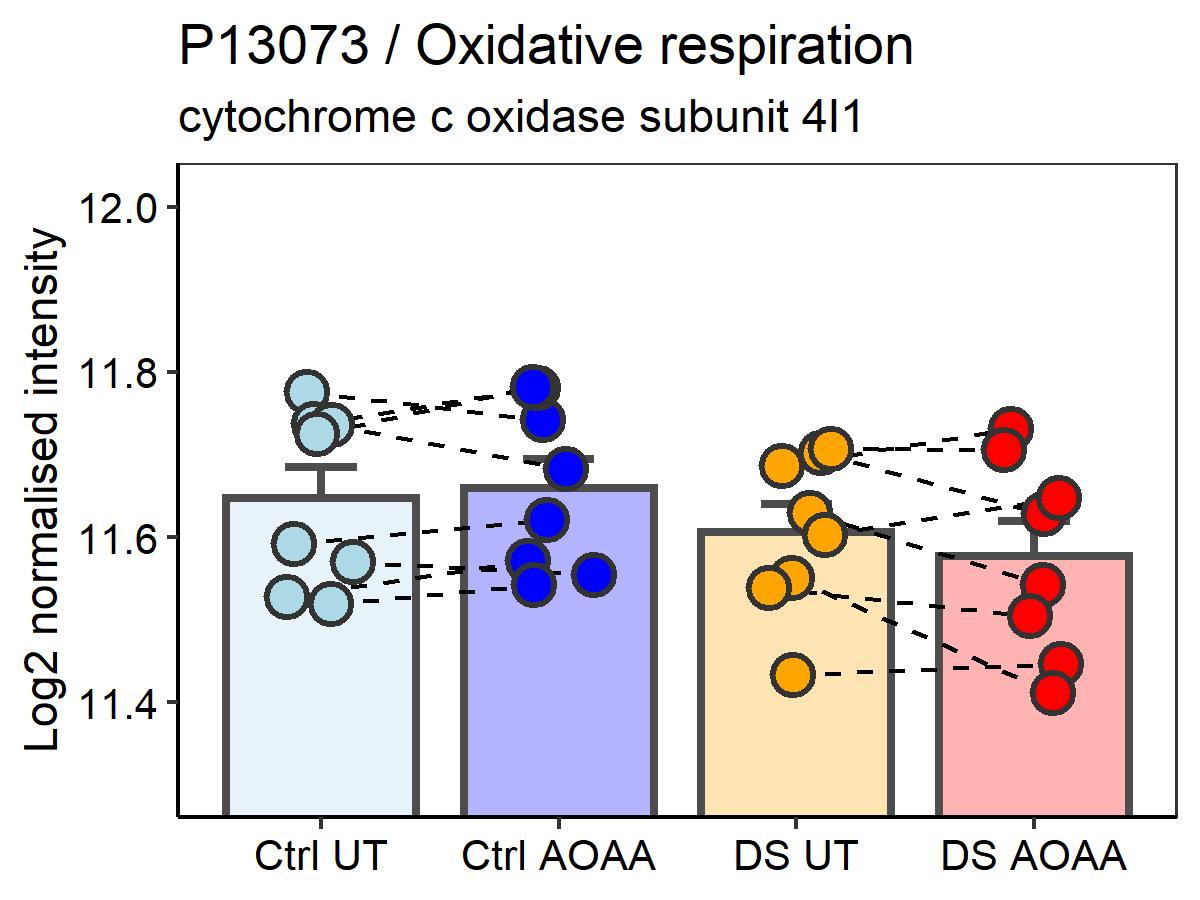 P13073 / Oxidative respiration
cytochrome c oxidase subunit 4I1
Log2 normalised intensity
12.0
11.8
11.6
11.4
Ctrl UT
Ctrl AOAA
DS UT
DS AOAA